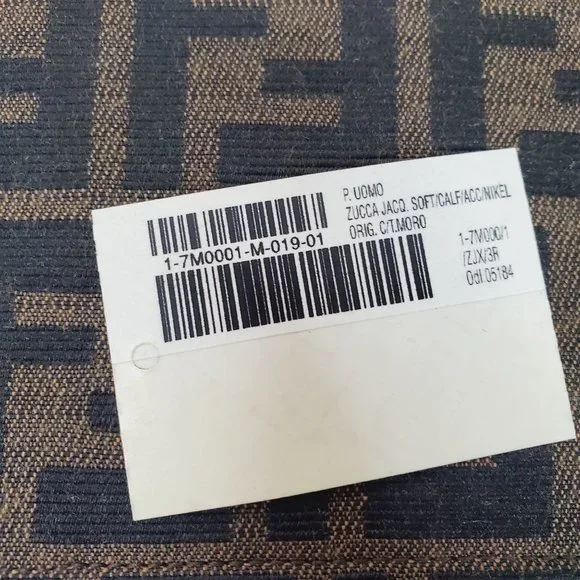 P. UOMO
ZUCCA JACQ. SOFT/CALF/ACC/NIKEL
ORIG. C/T.MORO
1-7M0001-M-019-01
1-7M000/1
/ZJX/3R
Odl.05184